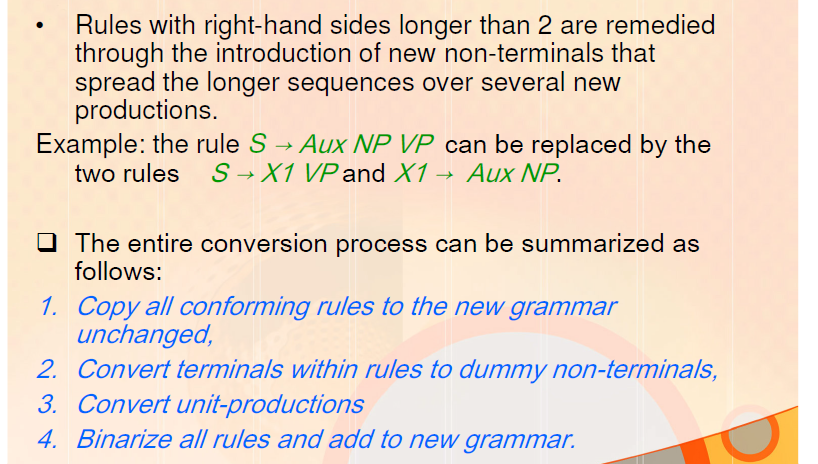 • Rules with right-hand sides longer than 2 are remedied
through the introduction of new non-terminals that
spread the longer sequences over several new
productions.
Example: the rule S → Aux NP VP can be replaced by the
two rules S → X1 VP and X1 → Aux NP.
❑ The entire conversion process can be summarized as
follows:
1. Copy all conforming rules to the new grammar
unchanged,
2. Convert terminals within rules to dummy non-terminals,
3. Convert unit-productions
4. Binarize all rules and add to new grammar.